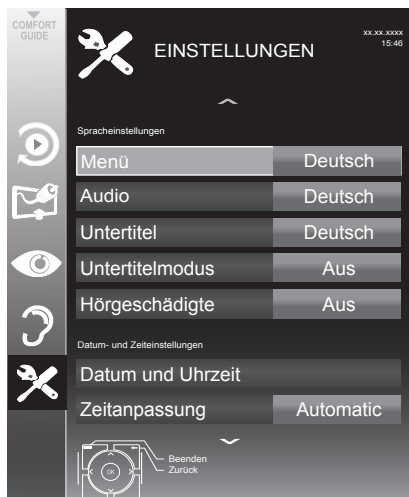 COMFORT
GUIDE
EINSTELLUNGEN
xx.xx.xxxx
15:46
Spracheinstellungen
Menü Deutsch
Audio Deutsch
Untertitel Deutsch
Untertitelmodus Aus
Hörgeschädigte Aus
Datum- und Zeiteinstellungen
Datum und Uhrzeit
Zeitanpassung Automatic
Beenden
Zurück
OK